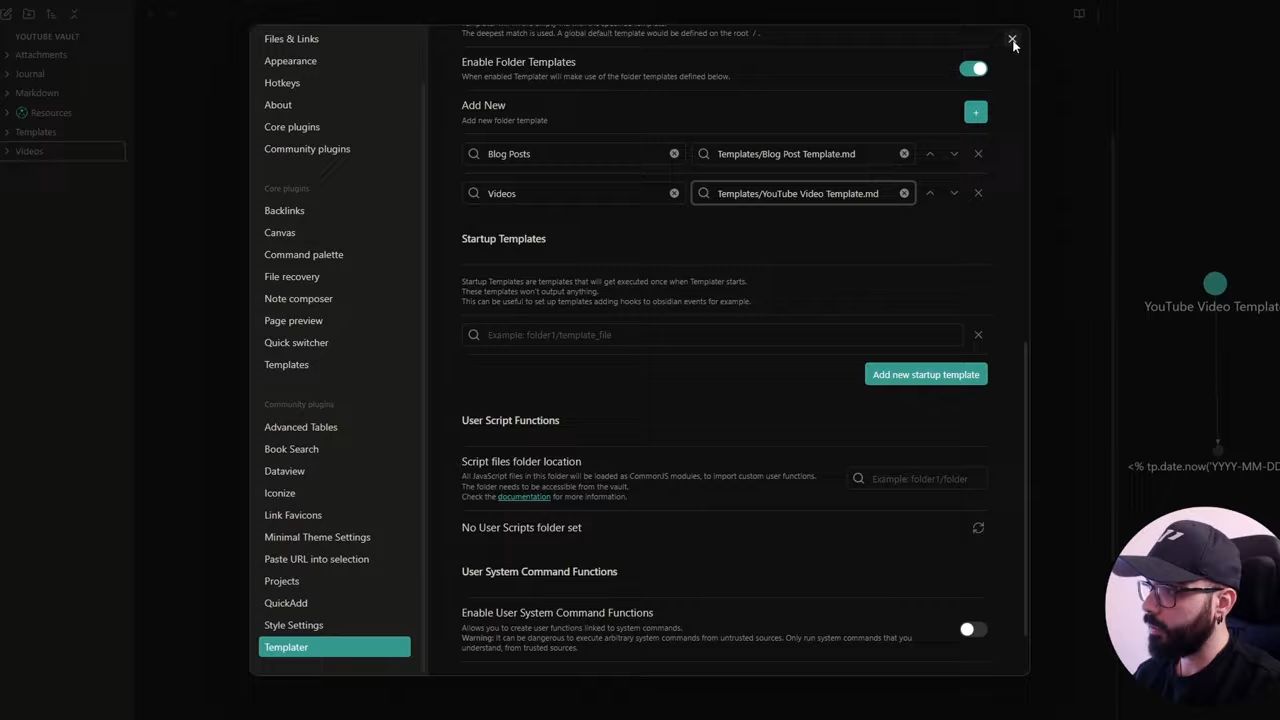 YOUTUBE VAULT
Attachments
Journal
Markdown
Resources
Templates
Videos
Files & Links
Appearance
Hotkeys
About
Core plugins
Community plugins
Core plugins
Backlinks
Canvas
Command palette
File recovery
Note composer
Page preview
Quick switcher
Templates
Community plugins
Advanced Tables
Book Search
Dataview
Iconize
Link Favicons
Minimal Theme Settings
Paste URL into selection
Projects
QuickAdd
Style Settings
Templater
The deepest match is used. A global default template would be defined on the root / .
Enable Folder Templates
When enabled Templater will make use of the folder templates defined below.
Add New
Add new folder template
Blog Posts
Templates/Blog Post Template.md
Videos
Templates/YouTube Video Template.md
Startup Templates
Startup Templates are templates that will get executed once when Templater starts.
These templates won't output anything.
This can be useful to set up templates adding hooks to obsidian events for example.
Example: folder1/template_file
Add new startup template
User Script Functions
Script files folder location
All JavaScript files in this folder will be loaded as CommonJS modules, to import custom user functions.
The folder needs to be accessible from the vault.
Check the documentation for more information.
Example: folder1/folder
No User Scripts folder set
User System Command Functions
Enable User System Command Functions
Allows you to create user functions linked to system commands.
Warning: It can be dangerous to execute arbitrary system commands from untrusted sources. Only run system commands that you
understand, from trusted sources.
YouTube Video Templat
<% tp.date.now('YYYY-MM-DD